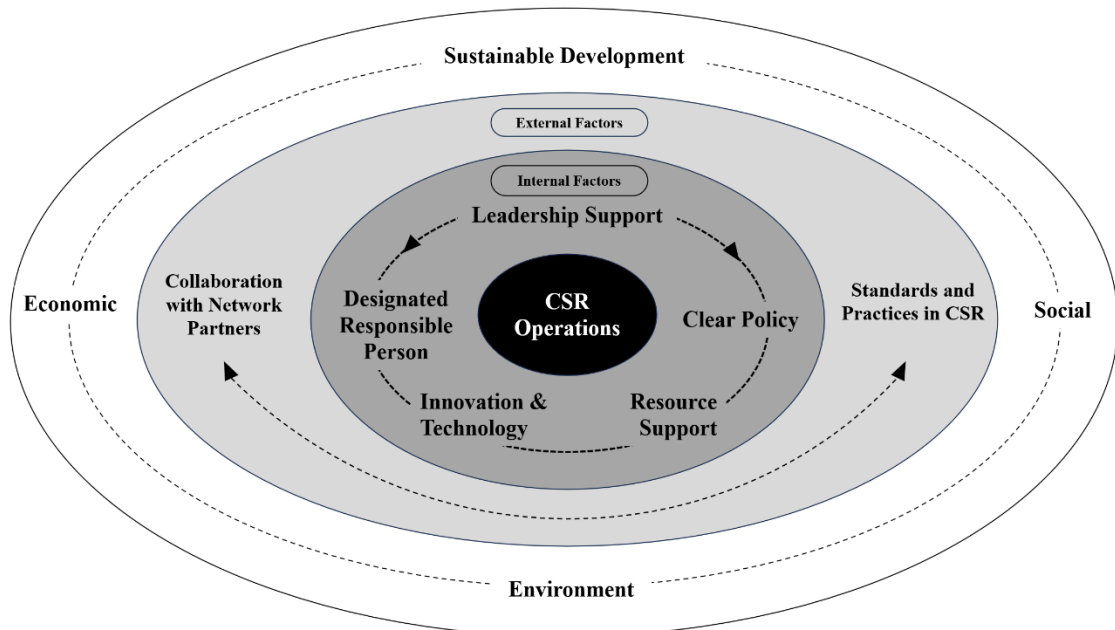 Sustainable Development
External Factors
Internal Factors
Leadership Support
Economic
Collaboration
with Network
Partners
Designated
Responsible
Person
CSR
Operations
Clear Policy
Standards and
Practices in CSR
Social
Innovation &
Technology
Resource
Support
Environment